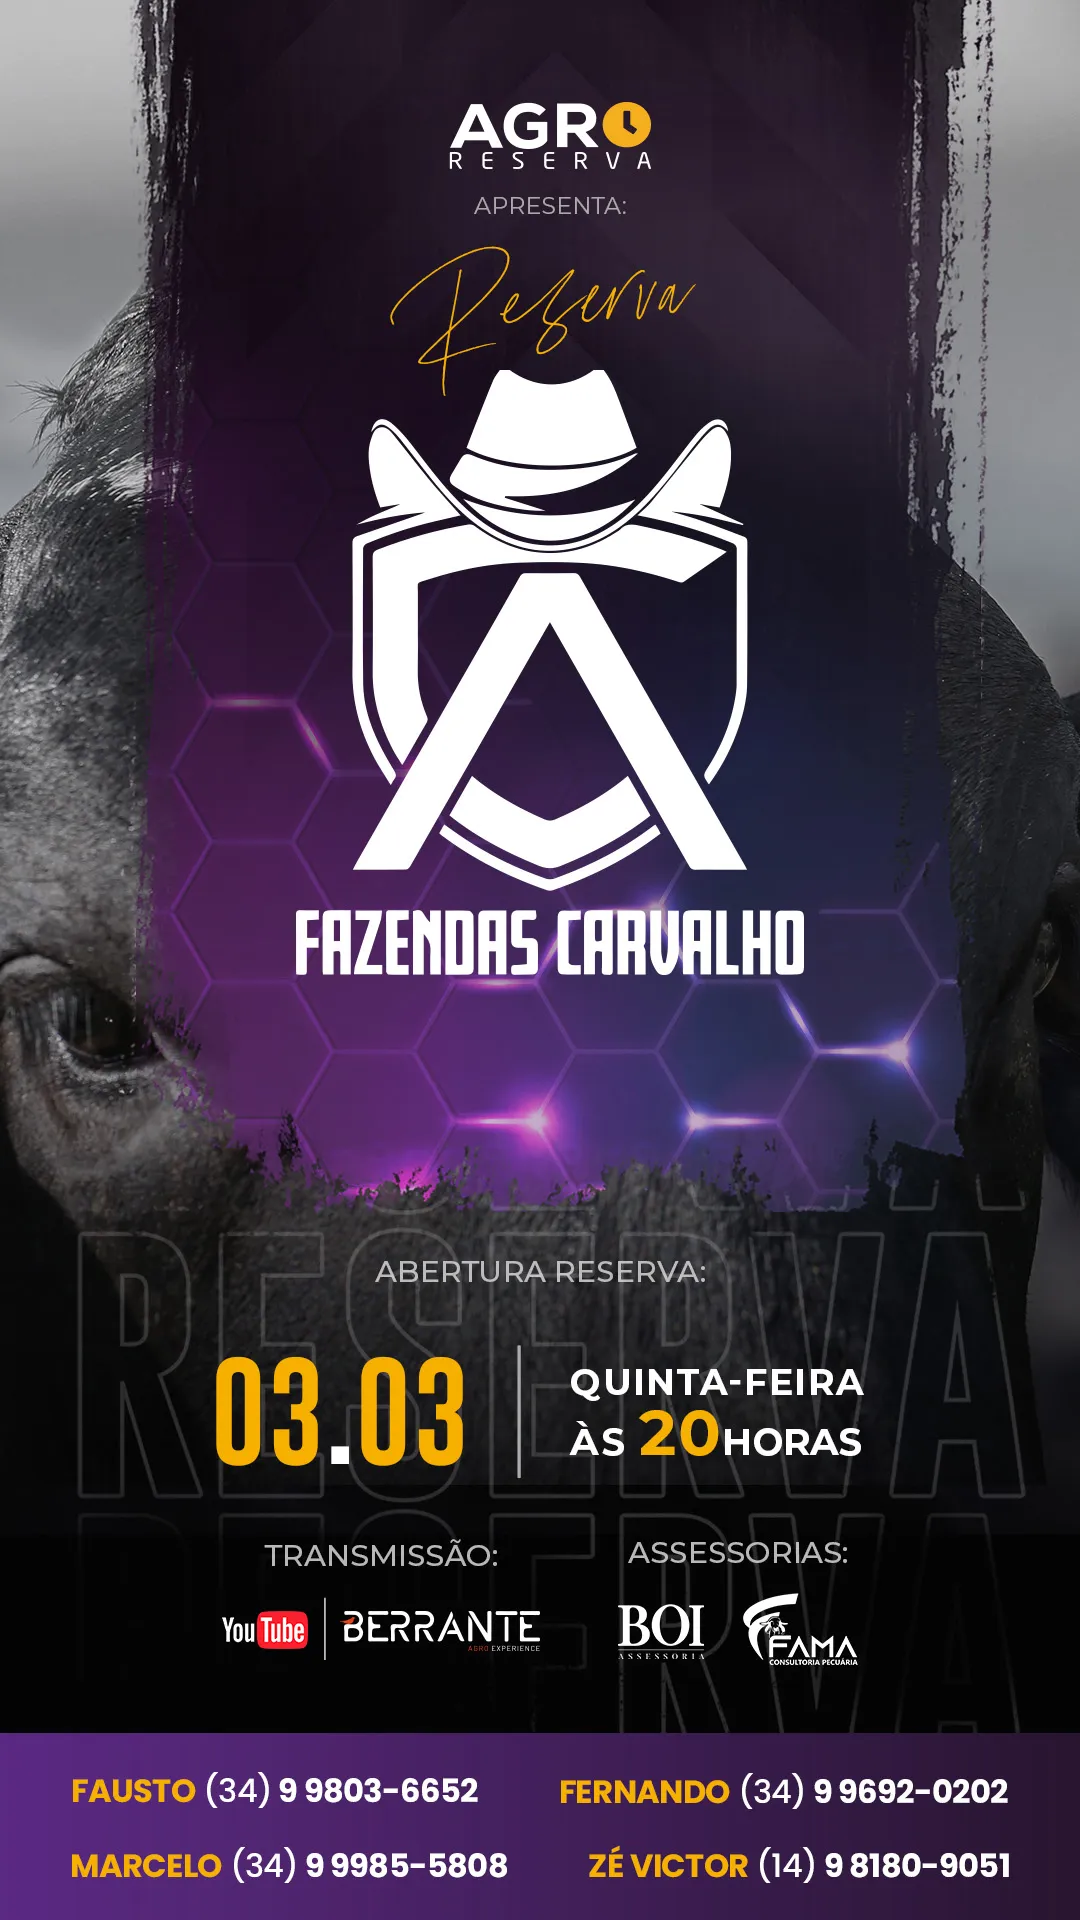 AGRO
RESERVA
APRESENTA:
Reserva
CA
FAZENDAS CARVALHO
RESERVA
ABERTURA RESERVA:
03.03
QUINTA-FEIRA
ÀS 20HORAS
RESERVA
TRANSMISSÃO:
ASSESSORIAS:
YouTube
BERRANTE
AGRO EXPERIENCE
BOI
ASSESSORIA
FAMA
CONSULTORIA PECUÁRIA
FAUSTO (34) 9 9803-6652
FERNANDO (34) 9 9692-0202
MARCELO (34) 9 9985-5808
ZÉ VICTOR (14) 9 8180-9051